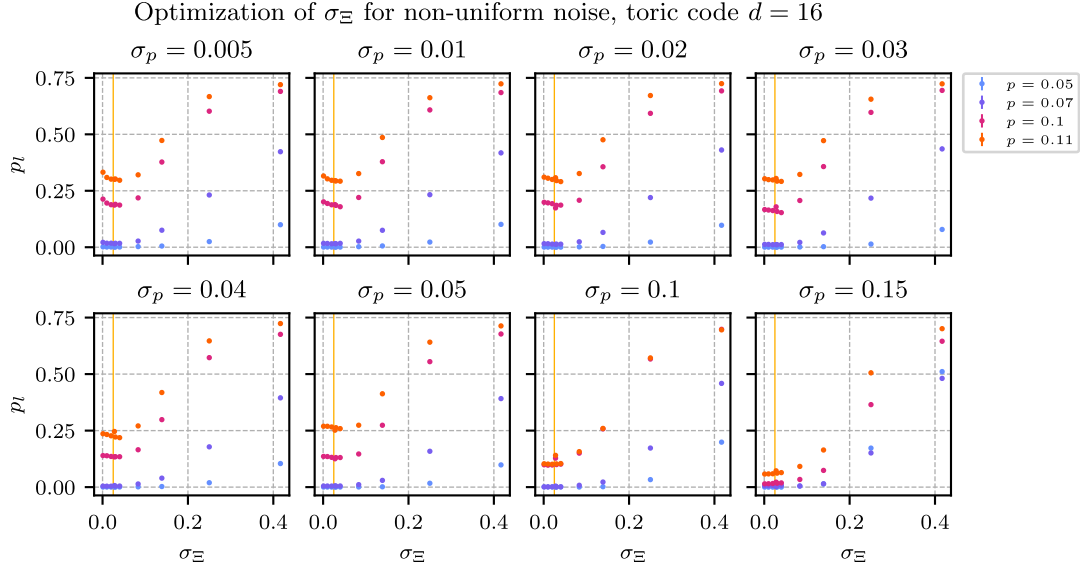 Optimization of σ_Ξ for non-uniform noise, toric code d = 16
σ_p = 0.005
σ_p = 0.01
σ_p = 0.02
σ_p = 0.03
0.75
0.50
0.25
0.00
p_l
p = 0.05
p = 0.07
p = 0.1
p = 0.11
σ_p = 0.04
σ_p = 0.05
σ_p = 0.1
σ_p = 0.15
0.75
0.50
0.25
0.00
p_l
0.0 0.2 0.4
0.0 0.2 0.4
0.0 0.2 0.4
0.0 0.2 0.4
σ_Ξ
σ_Ξ
σ_Ξ
σ_Ξ